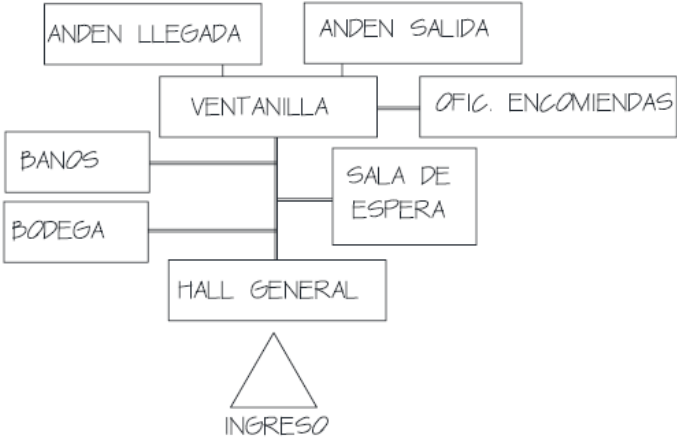 ANDEN LLEGADA
ANDEN SALIDA
VENTANILLA
OFIC. ENCOMIENDAS
BANOS
SALA DE
ESPERA
BODEGA
HALL GENERAL
INGRESO